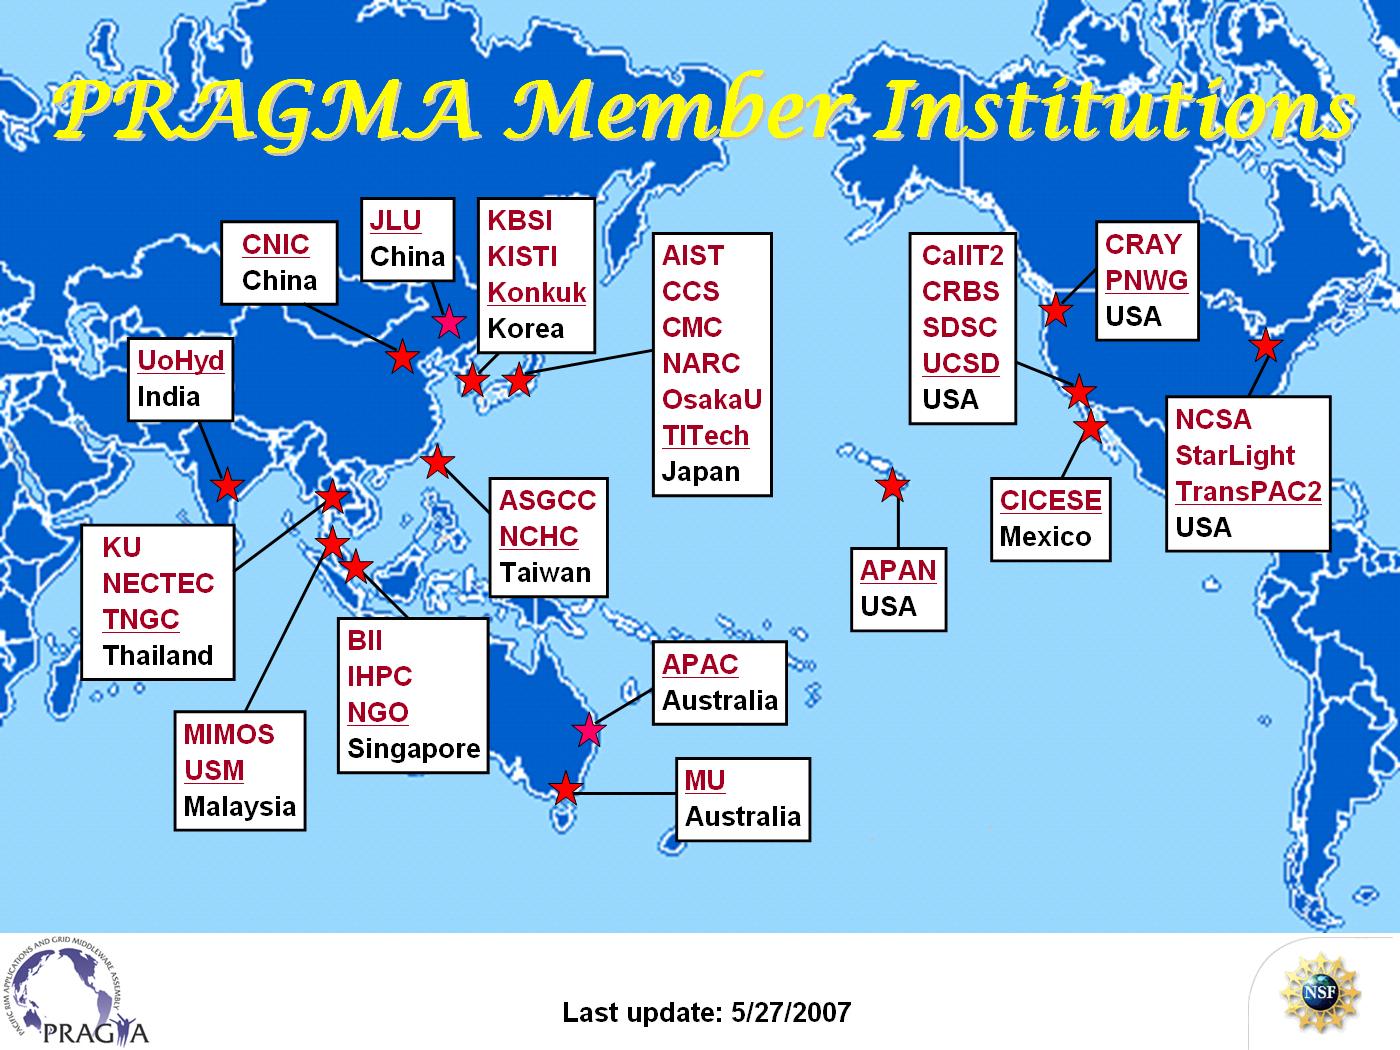 PRAGMA Member Institutions
CNIC
China
JLU
China
KBSI
KISTI
Konkuk
Korea
AIST
CCS
CMC
NARC
OsakaU
TITech
Japan
CalIT2
CRBS
SDSC
UCSD
USA
CRAY
PNWG
USA
UoHyd
India
NCSA
StarLight
TransPAC2
USA
ASGCC
NCHC
Taiwan
CICESE
Mexico
KU
NECTEC
TNGC
Thailand
APAN
USA
BII
IHPC
NGO
Singapore
APAC
Australia
MIMOS
USM
Malaysia
MU
Australia
PACIFIC RIM APPLICATIONS AND GRID MIDDLEWARE ASSEMBLY
PRAGMA
Last update: 5/27/2007
NSF